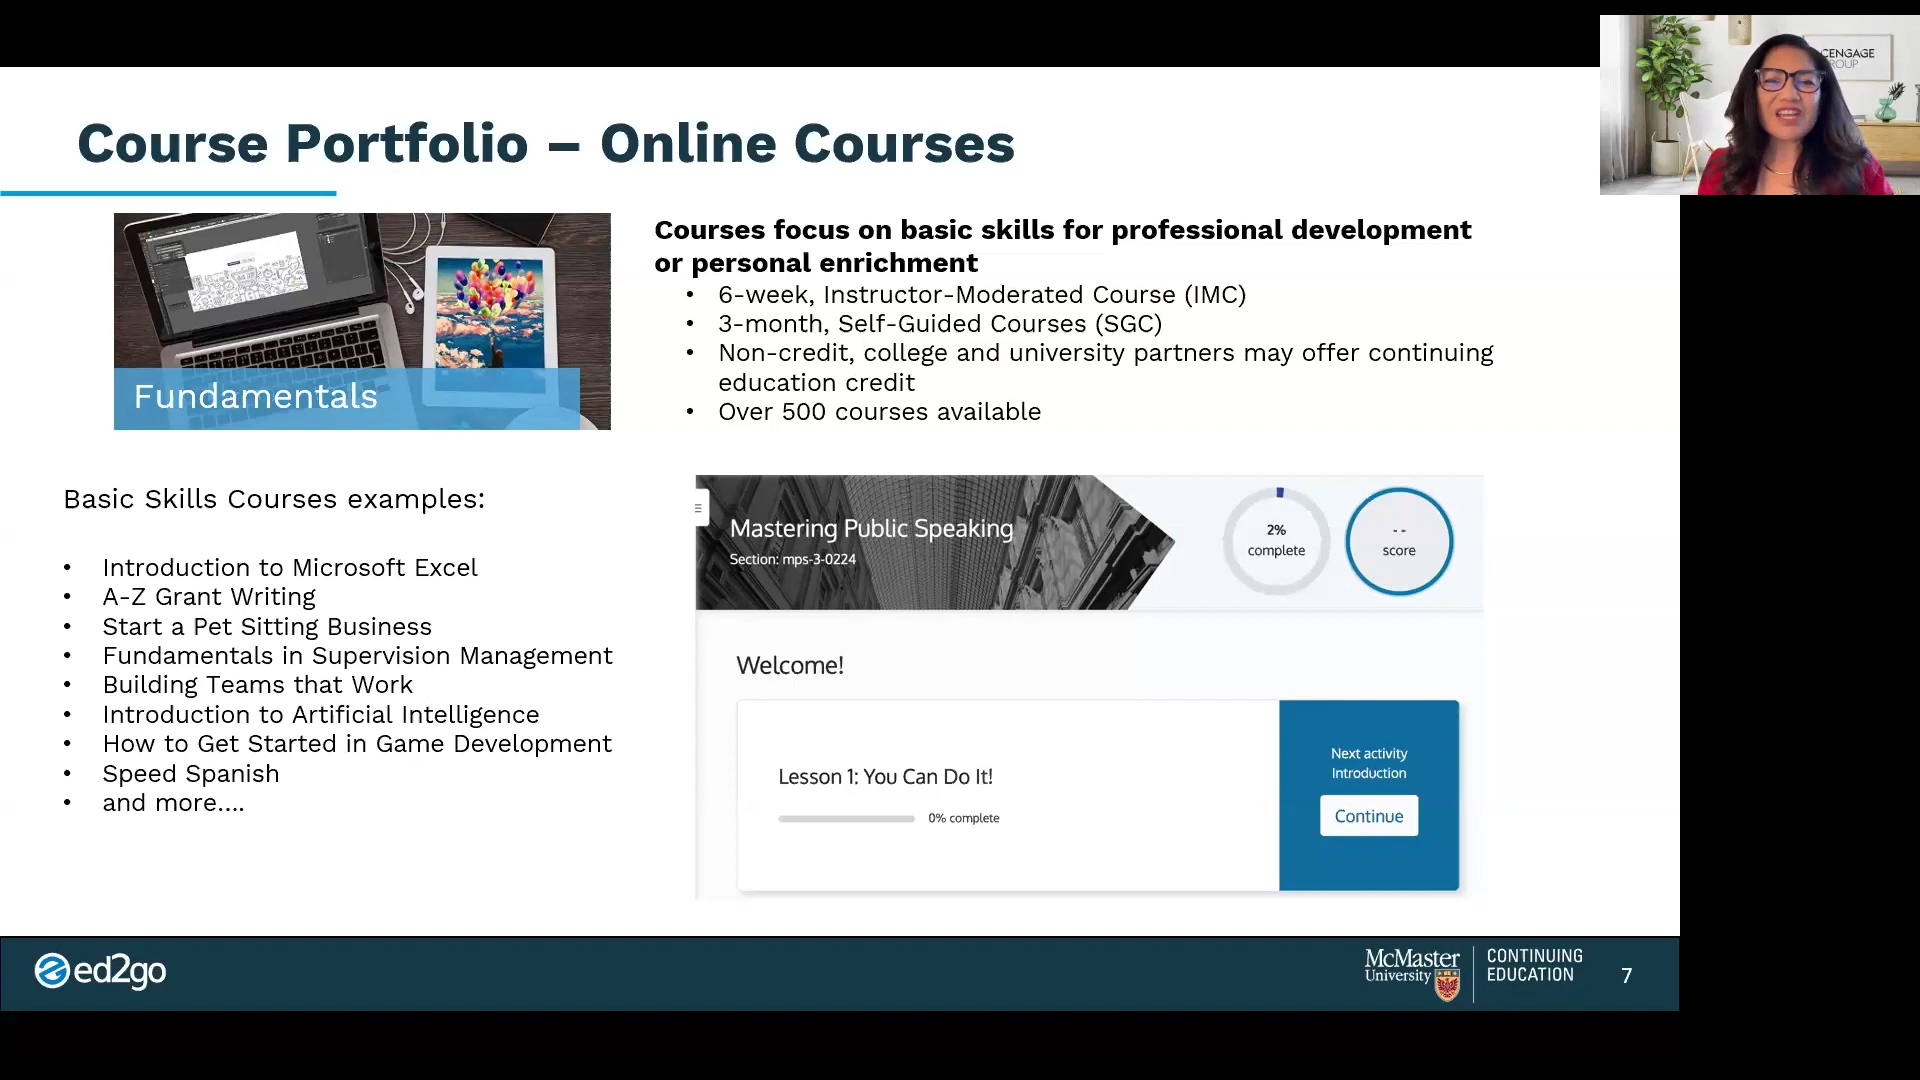 CENGAGE
GROUP
Course Portfolio – Online Courses
Fundamentals
Courses focus on basic skills for professional development
or personal enrichment
• 6-week, Instructor-Moderated Course (IMC)
• 3-month, Self-Guided Courses (SGC)
• Non-credit, college and university partners may offer continuing
education credit
• Over 500 courses available
Basic Skills Courses examples:
• Introduction to Microsoft Excel
• A-Z Grant Writing
• Start a Pet Sitting Business
• Fundamentals in Supervision Management
• Building Teams that Work
• Introduction to Artificial Intelligence
• How to Get Started in Game Development
• Speed Spanish
• and more....
Mastering Public Speaking
Section: mps-3-0224
2%
complete
- -
score
Welcome!
Lesson 1: You Can Do It!
0% complete
Next activity
Introduction
Continue
ed2go
McMaster
University
CONTINUING
EDUCATION
7